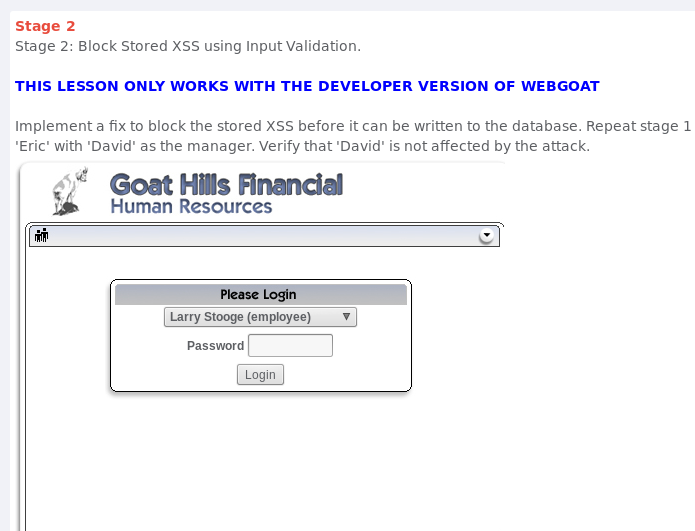 Stage 2
Stage 2: Block Stored XSS using Input Validation.
THIS LESSON ONLY WORKS WITH THE DEVELOPER VERSION OF WEBGOAT
Implement a fix to block the stored XSS before it can be written to the database. Repeat stage 1
'Eric' with 'David' as the manager. Verify that 'David' is not affected by the attack.
Goat Hills Financial
Human Resources
Please Login
Larry Stooge (employee)
Password
Login